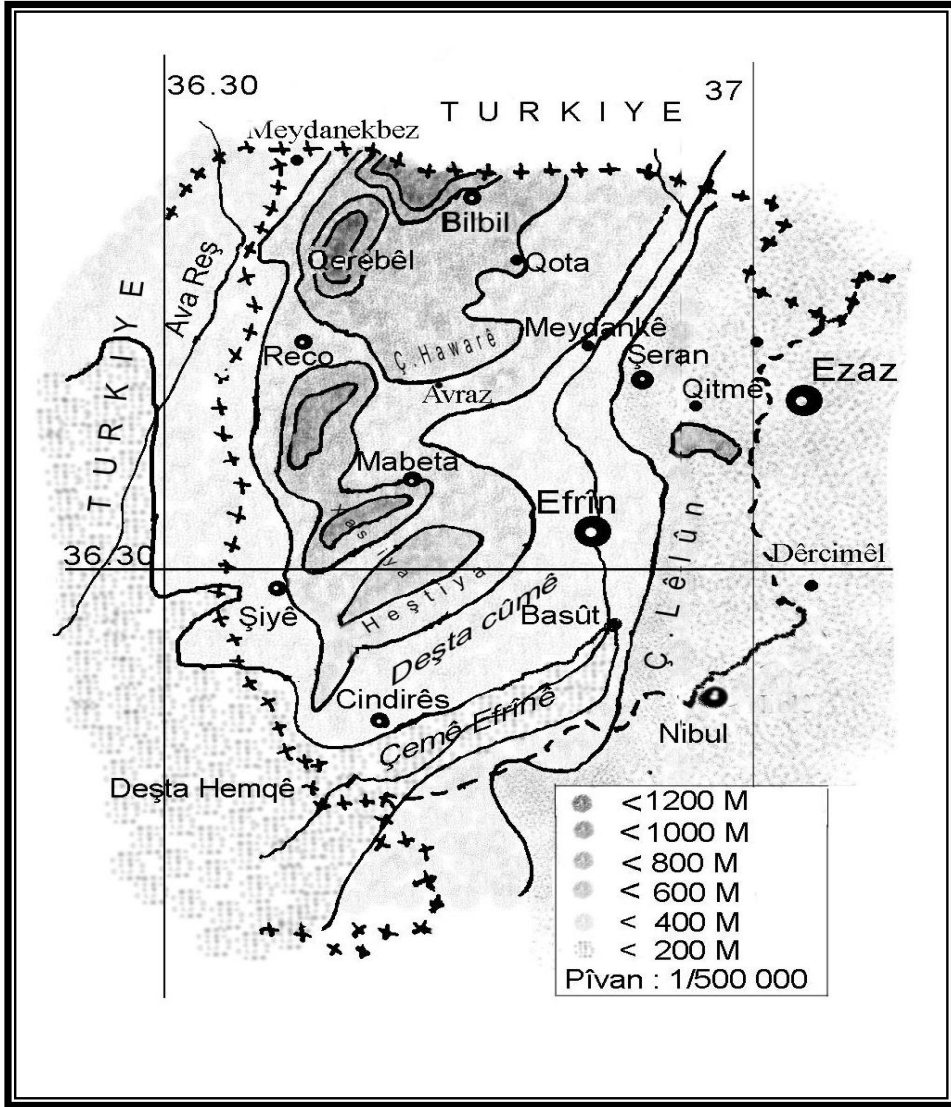 36.30
37
TURKIYE
Meydanekbez
Bilbil
Qerebêl
Qota
Ava Reş
TURKIYE
Meydankê
Reco
Ç. Hawarê
Şeran
Ezaz
Avraz
Qitmê
Mabeta
Efrîn
Xastiya
36.30
Dêrcimêl
Heştiya
Şiyê
Deşta cûmê
Basût
Ç. Lêlûn
Cindirês
Çemê Efrînê
Nibul
Deşta Hemqê
<1200 M
<1000 M
< 800 M
< 600 M
< 400 M
< 200 M
Pîvan : 1/500 000